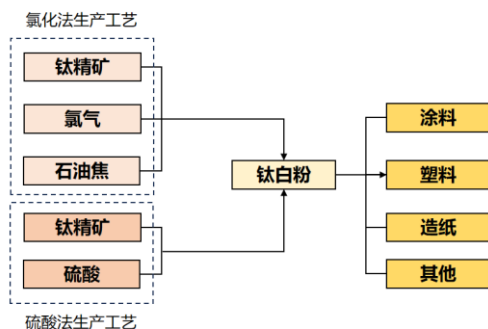 氯化法生产工艺
钛精矿
氯气
石油焦
钛精矿
硫酸
硫酸法生产工艺
钛白粉
涂料
塑料
造纸
其他